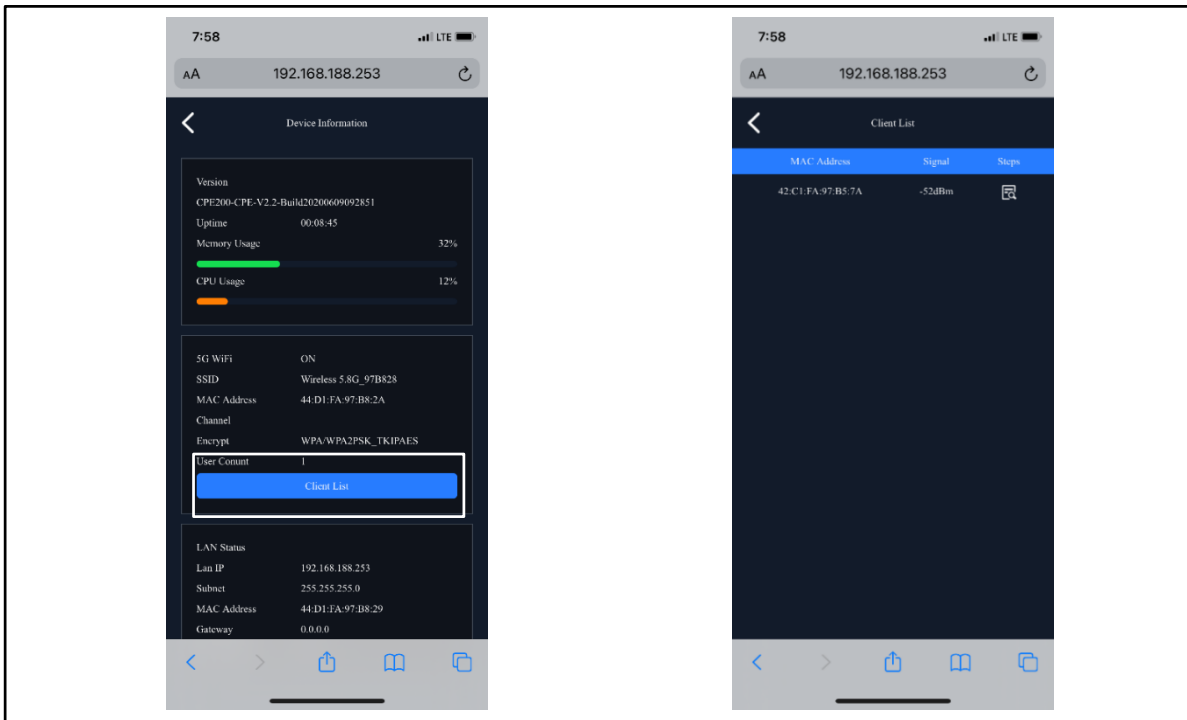 7:58
LTE
AA 192.168.188.253
Device Information
Version
CPE200-CPE-V2.2-Build20200609092851
Uptime 00:08:45
Memory Usage 32%
CPU Usage 12%
5G WiFi ON
SSID Wireless 5.8G_97B828
MAC Address 44:D1:FA:97:B8:2A
Channel
Encrypt WPA/WPA2PSK_TKIPAES
User Conunt 1
Client List
LAN Status
Lan IP 192.168.188.253
Subnet 255.255.255.0
MAC Address 44:D1:FA:97:B8:29
Gateway 0.0.0.0
7:58
LTE
AA 192.168.188.253
Client List
MAC Address Signal Steps
42:C1:FA:97:B5:7A -52dBm